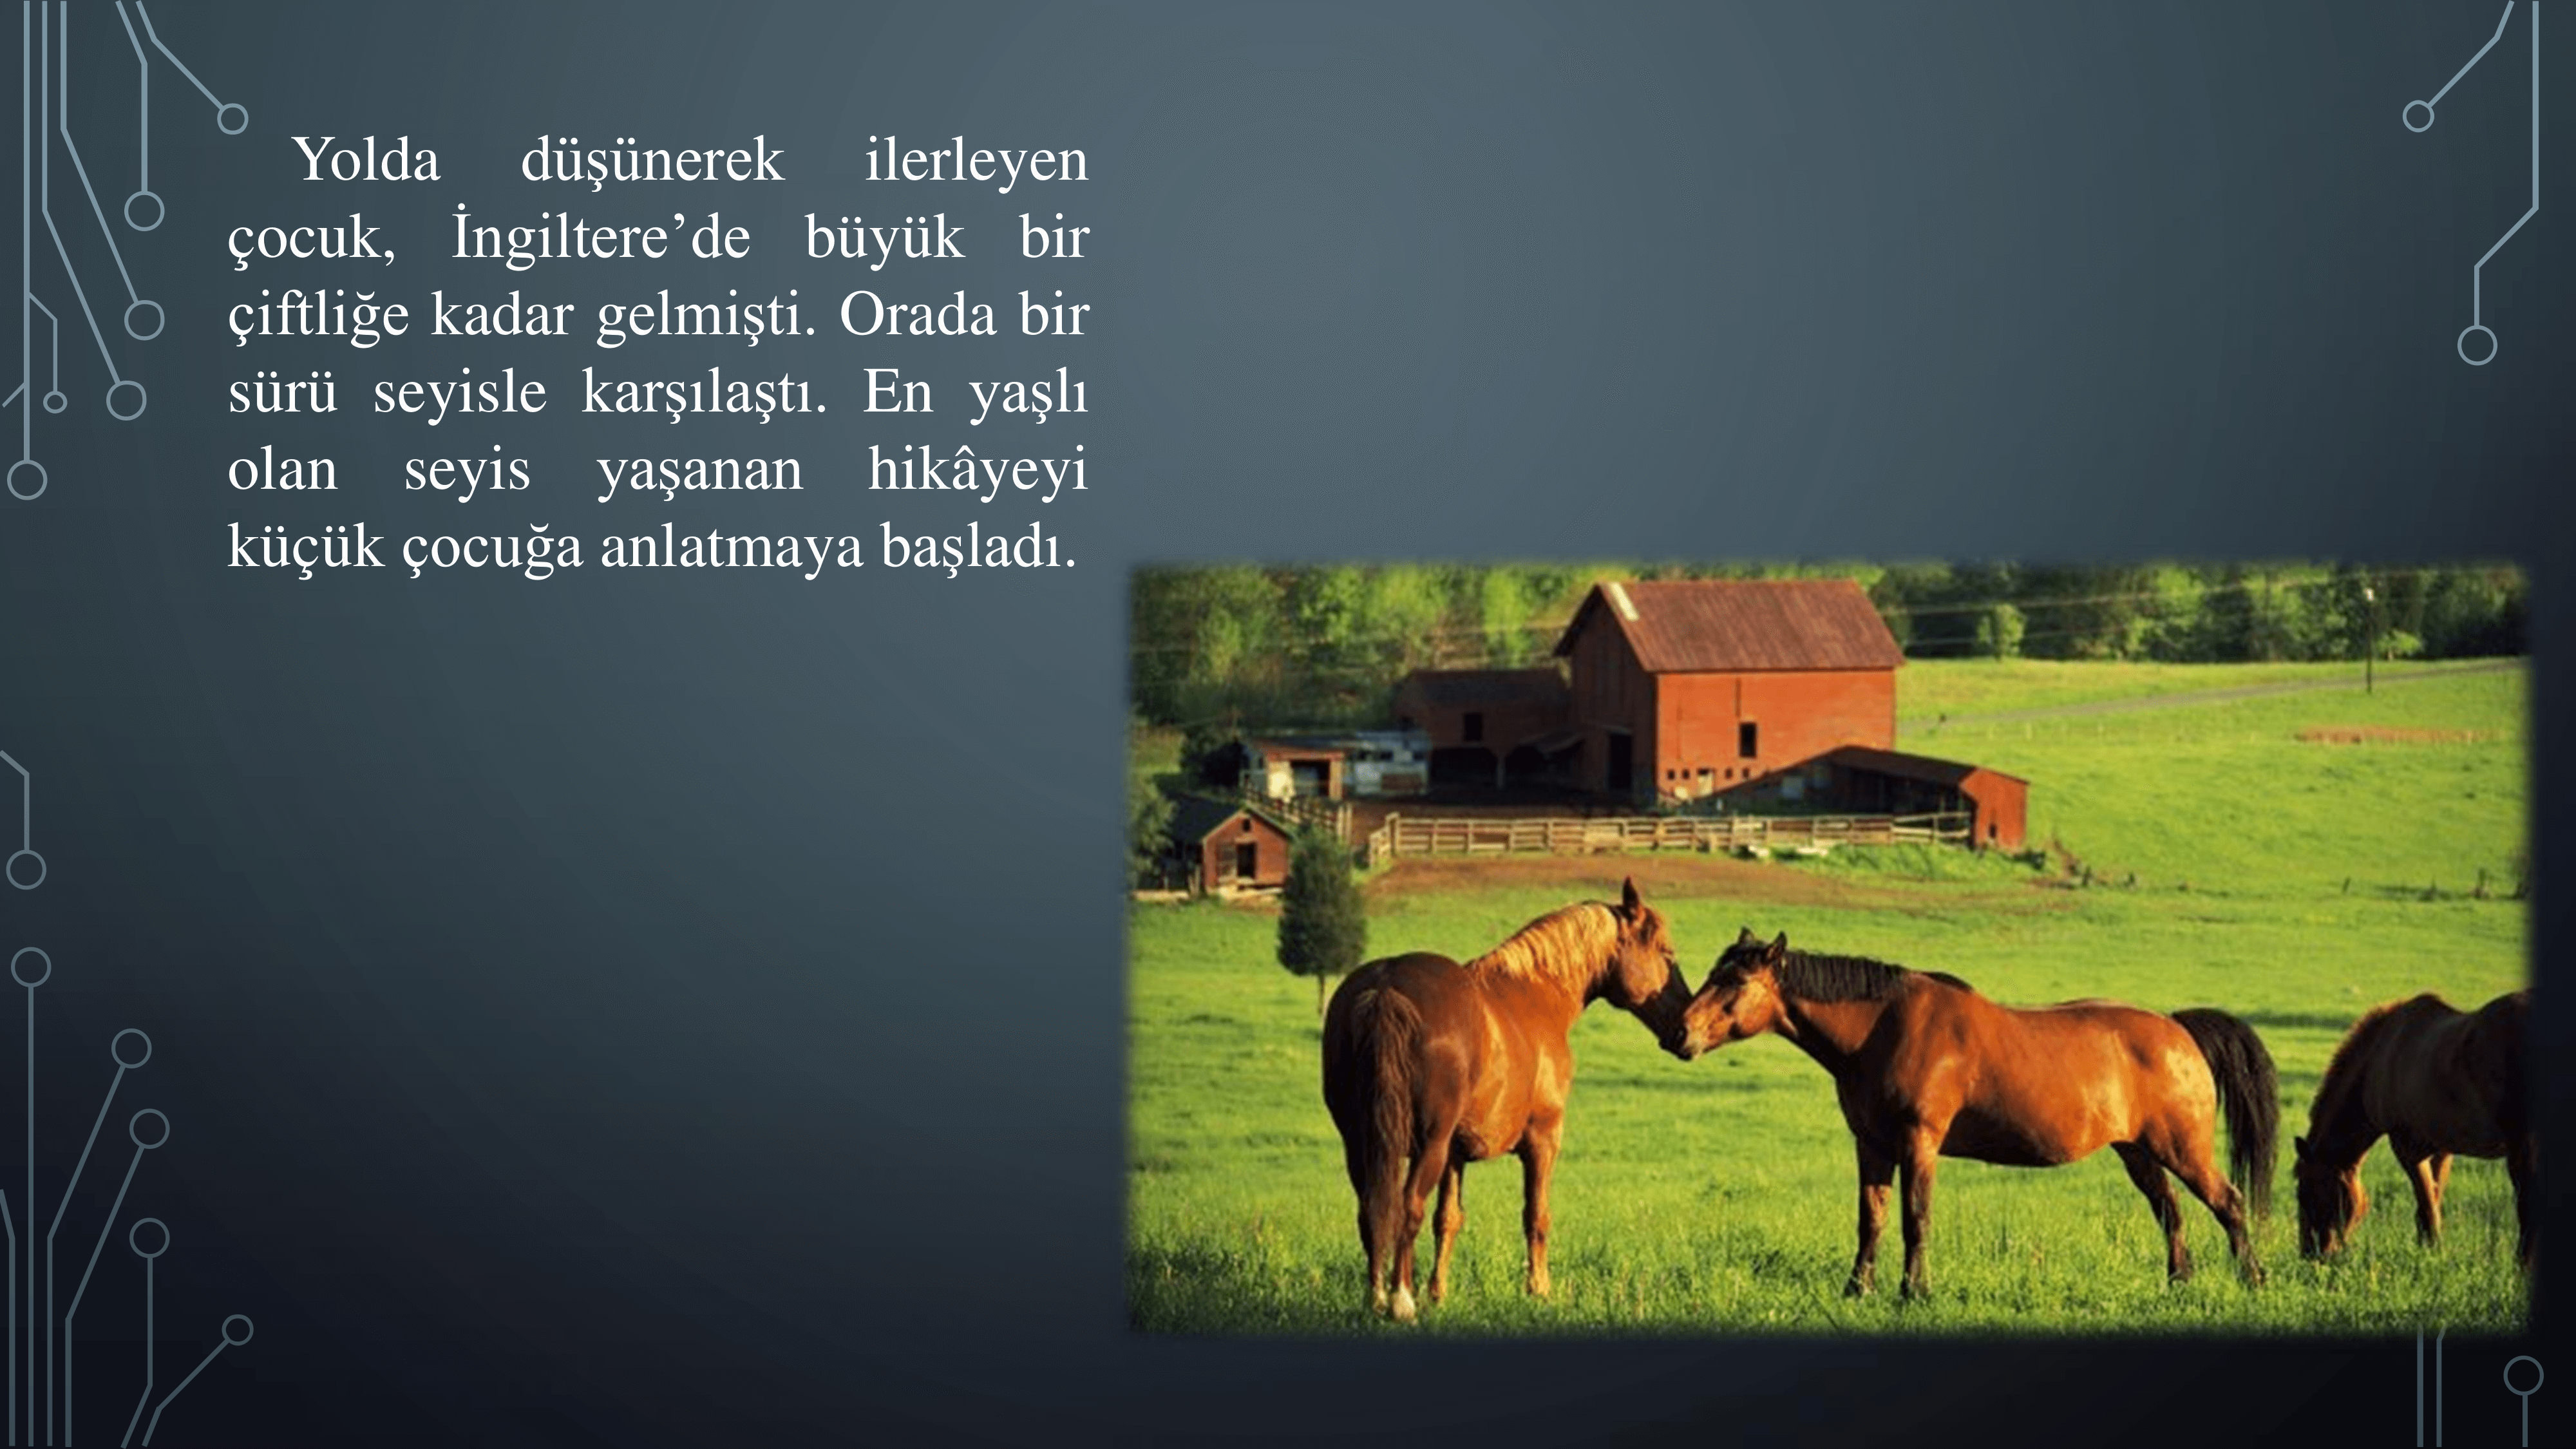 Yolda düşünerek ilerleyen
çocuk, İngiltere’de büyük bir
çiftliğe kadar gelmişti. Orada bir
sürü seyisle karşılaştı. En yaşlı
olan seyis yaşanan hikâyeyi
küçük çocuğa anlatmaya başladı.